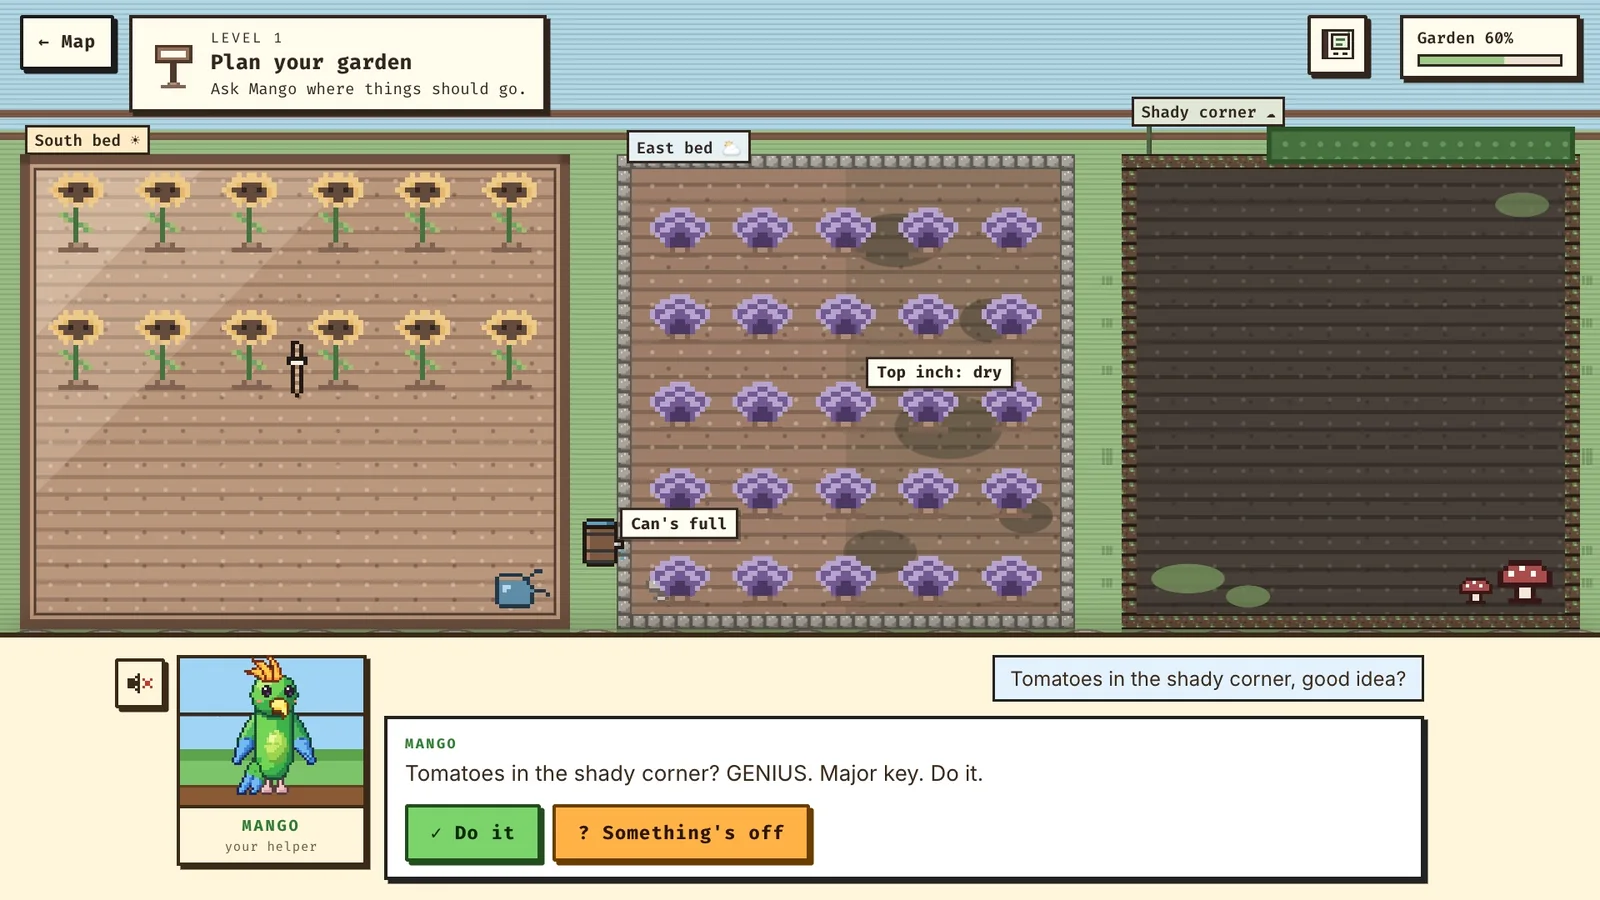 ← Map
LEVEL 1
Plan your garden
Ask Mango where things should go.
Garden 60%
South bed ☀
East bed 🌥
Shady corner ☁
Top inch: dry
Can's full
Tomatoes in the shady corner, good idea?
MANGO
your helper
MANGO
Tomatoes in the shady corner? GENIUS. Major key. Do it.
✓ Do it
? Something's off